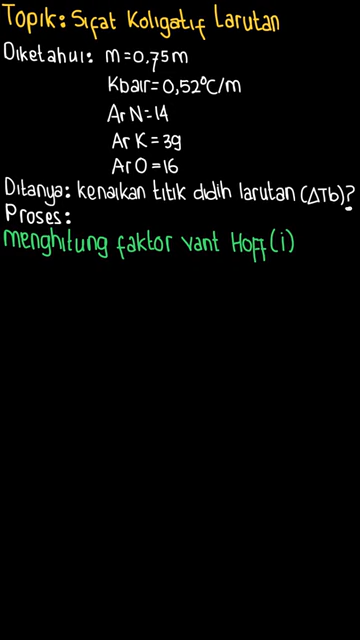 Topik: Sifat Koligatif Larutan
Diketahui: m=0,75m
Kbair=0,52°C/m
Ar N=14
Ar K=39
Ar O=16
Ditanya: kenaikan titik didih larutan (ΔTb)?
Proses:
menghitung faktor vant Hoff (i)